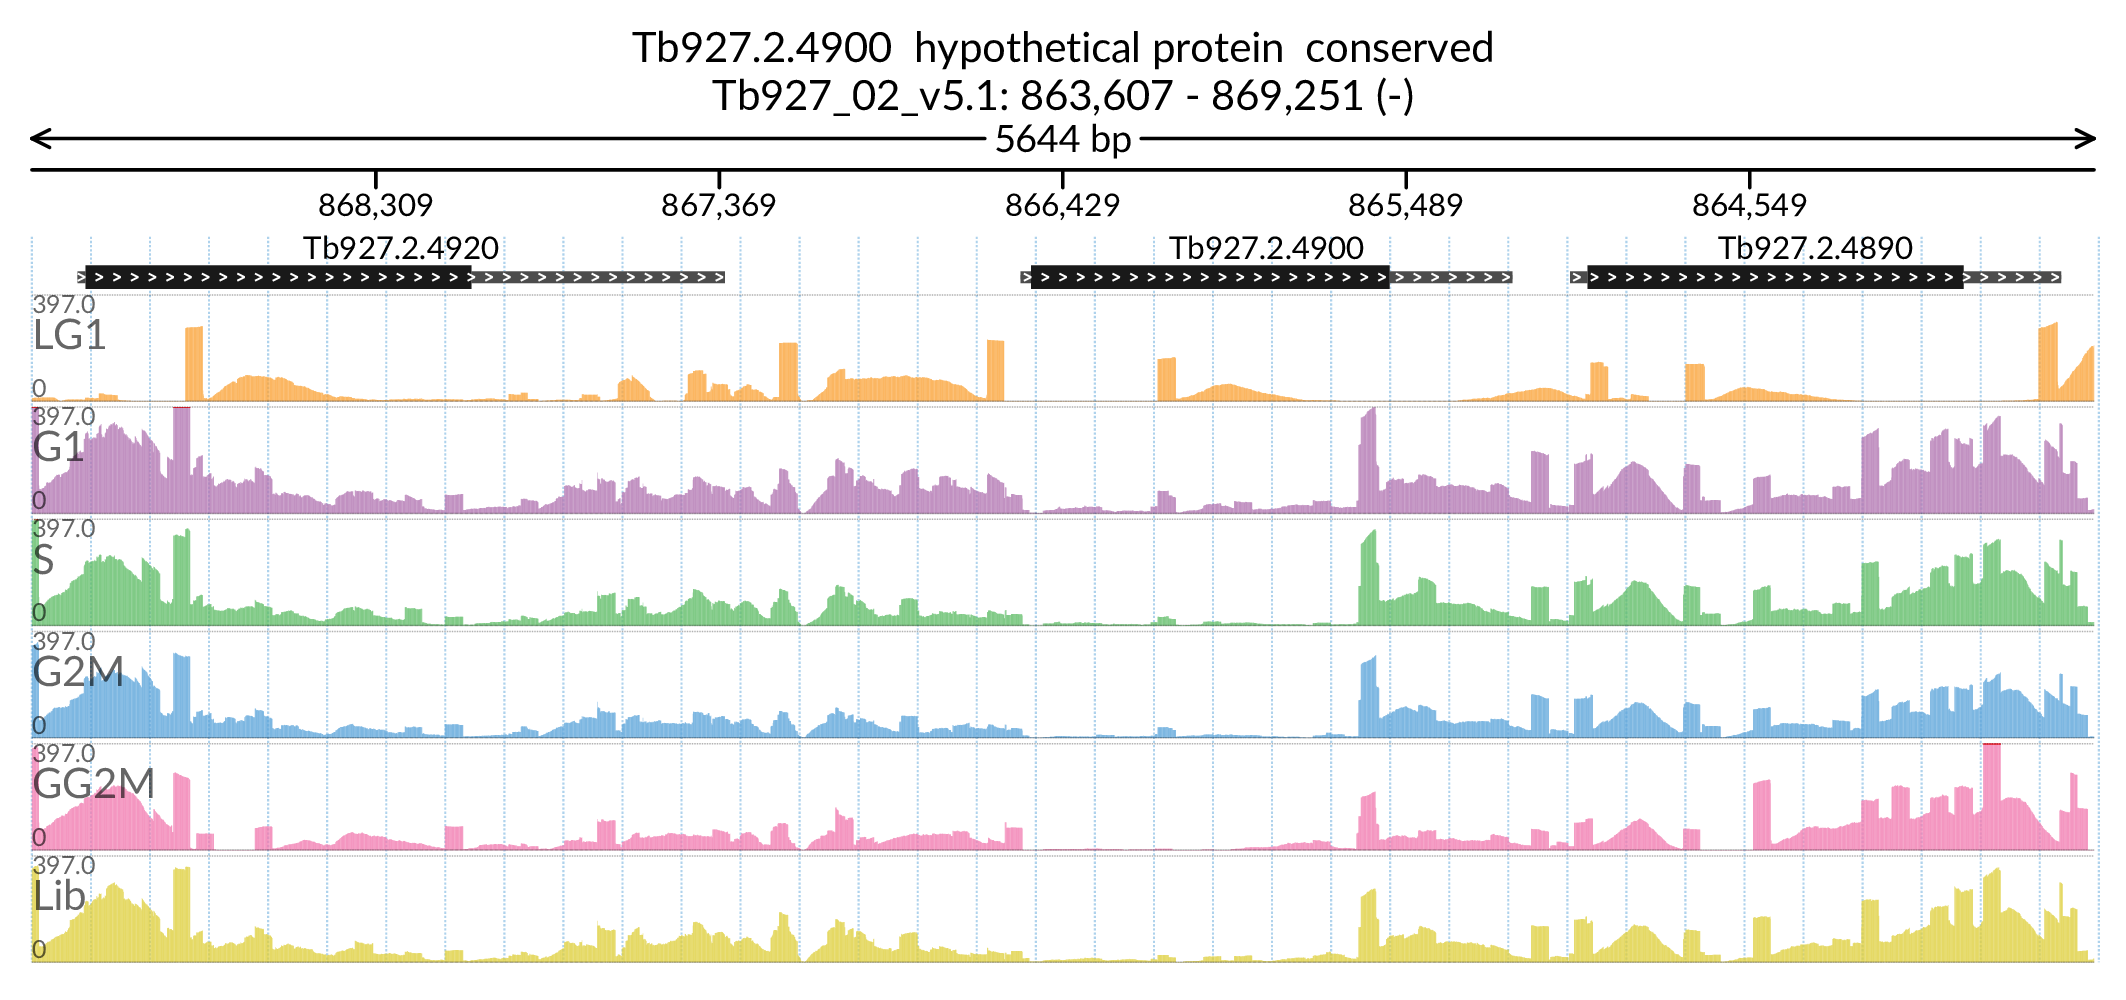 Tb927.2.4900 hypothetical protein conserved
Tb927_02_v5.1: 863,607 - 869,251 (-)
5644 bp
868,309 867,369 866,429 865,489 864,549
Tb927.2.4920 Tb927.2.4900 Tb927.2.4890
397.0
LG1
0
397.0
G1
0
397.0
S
0
397.0
G2M
0
397.0
GG2M
0
397.0
Lib
0